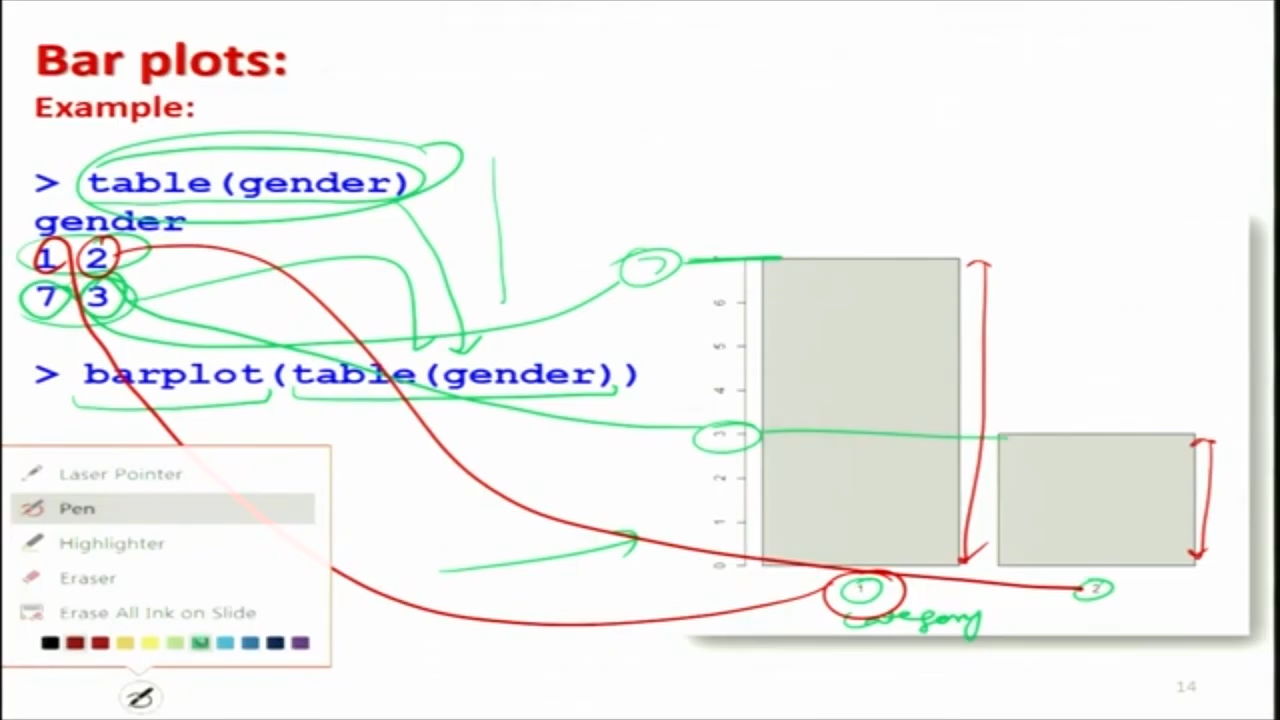 Bar plots:
Example:
> table(gender)
gender
1 2
7 3
> barplot(table(gender))
7
6
5
4
3
2
1
0
1 2
category
Laser Pointer
Pen
Highlighter
Eraser
Erase All Ink on Slide
14